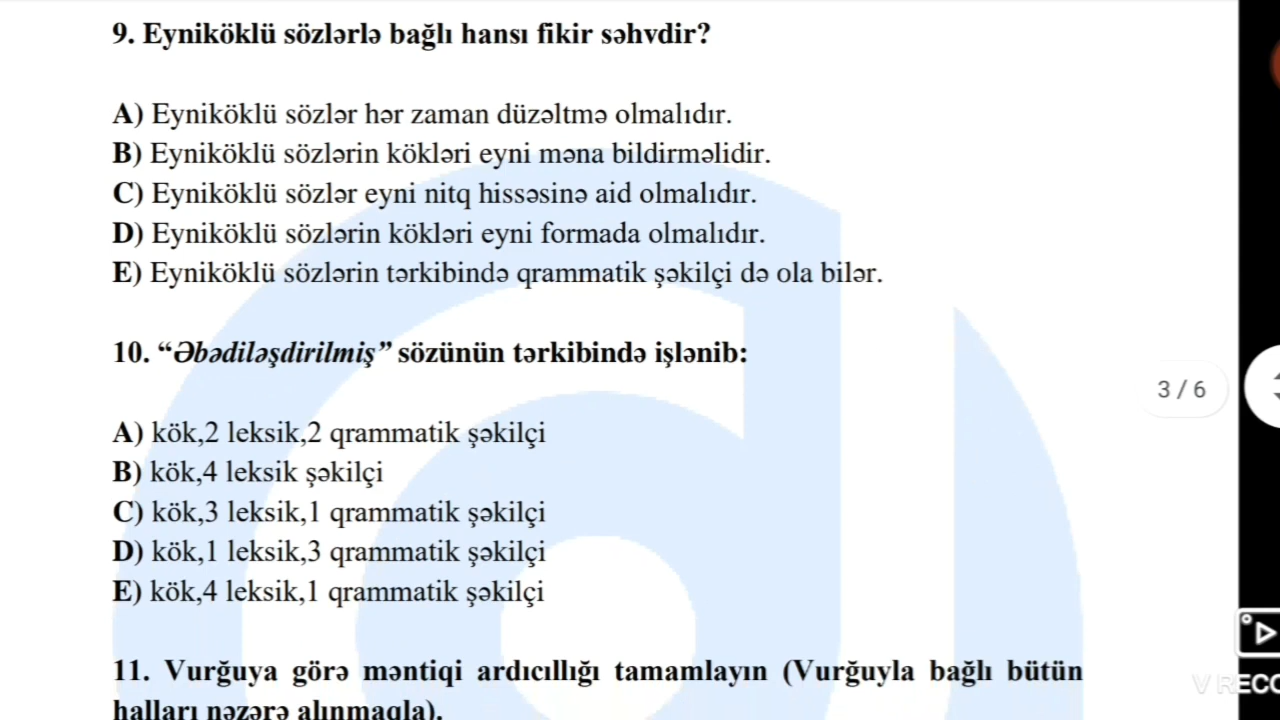 9. Eyniköklü sözlərlə bağlı hansı fikir səhvdir?
A) Eyniköklü sözlər hər zaman düzəltmə olmalıdır.
B) Eyniköklü sözlərin kökləri eyni məna bildirməlidir.
C) Eyniköklü sözlər eyni nitq hissəsinə aid olmalıdır.
D) Eyniköklü sözlərin kökləri eyni formada olmalıdır.
E) Eyniköklü sözlərin tərkibində qrammatik şəkilçi də ola bilər.
10. “Əbədiləşdirilmiş” sözünün tərkibində işlənib:
3 / 6
A) kök,2 leksik,2 qrammatik şəkilçi
B) kök,4 leksik şəkilçi
C) kök,3 leksik,1 qrammatik şəkilçi
D) kök,1 leksik,3 qrammatik şəkilçi
E) kök,4 leksik,1 qrammatik şəkilçi
11. Vurğuya görə məntiqi ardıcıllığı tamamlayın (Vurğuyla bağlı bütün
halları nəzərə alınmaqla).
V RECO